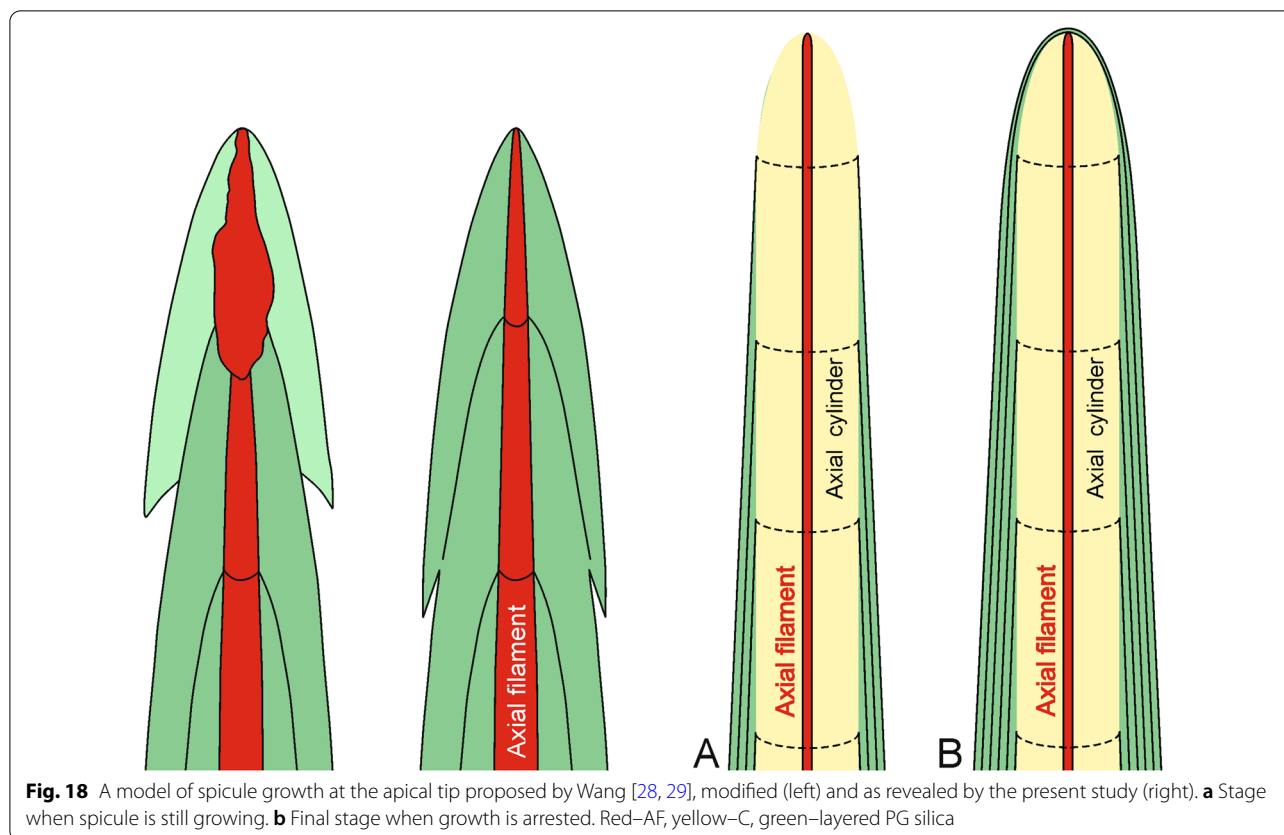 Axial filament
Axial filament
Axial cylinder
A
Axial filament
Axial cylinder
B
Fig. 18 A model of spicule growth at the apical tip proposed by Wang [28, 29], modified (left) and as revealed by the present study (right). a Stage
when spicule is still growing. b Final stage when growth is arrested. Red–AF, yellow–C, green–layered PG silica